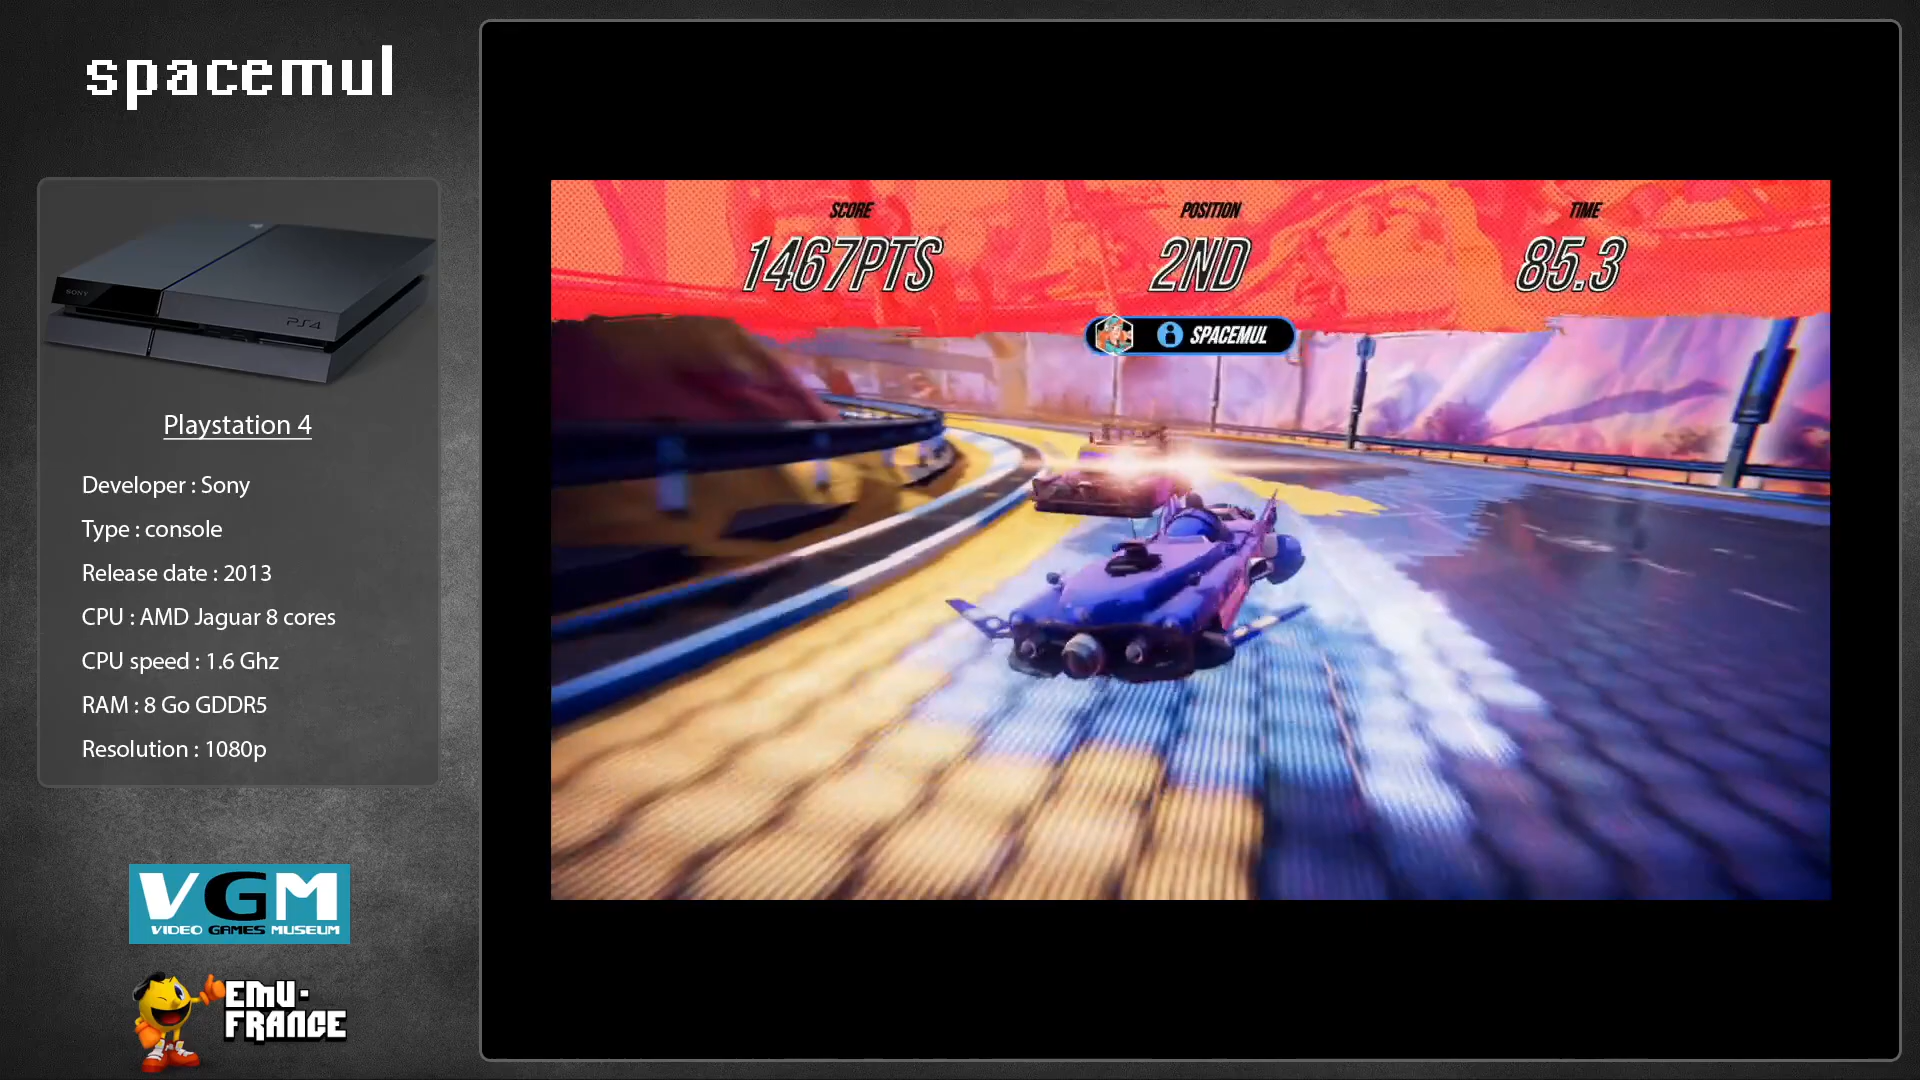 spacemul
SONY
PS4
Playstation 4
Developer : Sony
Type : console
Release date : 2013
CPU : AMD Jaguar 8 cores
CPU speed : 1.6 Ghz
RAM : 8 Go GDDR5
Resolution : 1080p
VGM
VIDEO GAMES MUSEUM
EMU-
FRANCE
SCORE
1467PTS
POSITION
2ND
TIME
85.3
SPACEMUL